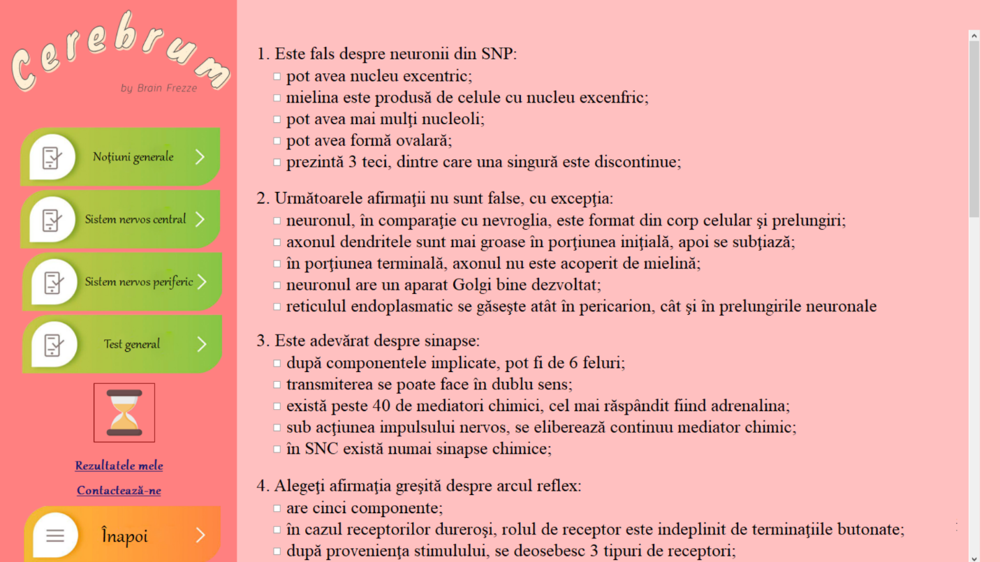 Cerebrum
by Brain Frezze
Noțiuni generale
Sistem nervos central
Sistem nervos periferic
Test general
Rezultatele mele
Contactează-ne
Înapoi
1. Este fals despre neuronii din SNP:
pot avea nucleu excentric;
mielina este produsă de celule cu nucleu excenfric;
pot avea mai mulţi nucleoli;
pot avea formă ovalară;
prezintă 3 teci, dintre care una singură este discontinue;
2. Următoarele afirmaţii nu sunt false, cu excepţia:
neuronul, în comparaţie cu nevroglia, este format din corp celular şi prelungiri;
axonul dendritele sunt mai groase în porţiunea iniţială, apoi se subţiază;
în porţiunea terminală, axonul nu este acoperit de mielină;
neuronul are un aparat Golgi bine dezvoltat;
reticulul endoplasmatic se găseşte atât în pericarion, cât şi în prelungirile neuronale
3. Este adevărat despre sinapse:
după componentele implicate, pot fi de 6 feluri;
transmiterea se poate face în dublu sens;
există peste 40 de mediatori chimici, cel mai răspândit fiind adrenalina;
sub acţiunea impulsului nervos, se eliberează continuu mediator chimic;
în SNC există numai sinapse chimice;
4. Alegeţi afirmaţia greşită despre arcul reflex:
are cinci componente;
în cazul receptorilor dureroşi, rolul de receptor este indeplinit de terminaţiile butonate;
după provenienţa stimulului, se deosebesc 3 tipuri de receptori;